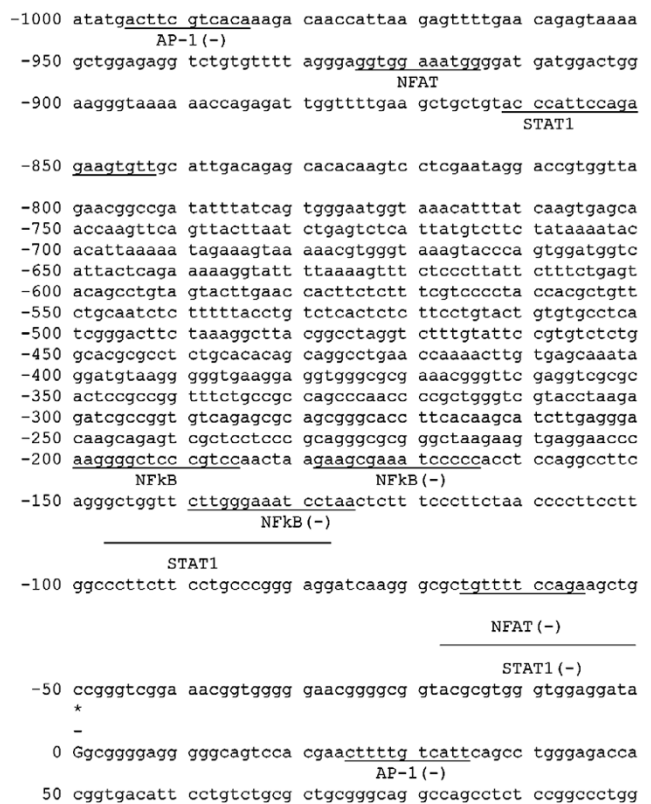 -1000 atatgacttc gtcacaaaga caaccattaa gagttttgaa cagagtaaaa
AP-1(-)
-950 gctggagagg tctgtgtttt agggaggtgg aaatggggat gatggactgg
NFAT
-900 aagggtaaaa aaccagagat tggttttgaa gctgctgtac cccattccaga
STAT1
-850 gaagtgttgc attgacagag cacacaagtc ctcgaatagg accgtggtta
-800 gaacggccga tatttatcag tgggaatggt aaacatttat caagtgagca
-750 accaagttca gttacttaat ctgagtctca ttatgtcttc tataaaatac
-700 acattaaaaa tagaaagtaa aaacgtgggt aaagtaccca gtggatggtc
-650 attactcaga aaaaggtatt ttaaaagttt ctcccttatt ctttctgagt
-600 acagcctgta gtacttgaac cacttctctt tcgtccccta ccacgctgtt
-550 ctgcaatctc tttttacctg tctcactctc ttcctgtact gtgtgcctca
-500 tcgggacttc taaaggctta cggcctaggt ctttgtattc cgtgtctctg
-450 gcacgcgcct ctgcacacag caggcctgaa ccaaaacttg tgagcaaata
-400 ggatgtaagg gggtgaagga ggtgggcgcg aaacgggttc gaggtcgcgc
-350 actccgccgg tttctgccgc cagcccaacc ccgctgggtc gtacctaaga
-300 gatcgccggt gtcagagcgc agcgggcacc ttcacaagca tcttgaggga
-250 caagcagagt cgctcctccc gcagggcgcg ggctaagaag tgaggaaccc
-200 aaggggctcc ccgtccaacta agaagcgaaa tcccccacct ccaggccttc
NFkB NFkB(-)
-150 agggctggtt cttgggaaat cctaactctt tcccttctaa ccccttcctt
NFkB(-)
STAT1
-100 ggcccttctt cctgcccggg aggatcaagg gcgctgtttt ccagaagctg
NFAT(-)
STAT1(-)
-50 ccgggtcgga aacggtgggg gaacggggcg gtacgcgtgg gtggaggata
*
-
0 Ggcggggagg gggcagtcca cgaacttttg tcattcagcc tgggagacca
AP-1(-)
50 cggtgacatt cctgtctgcg ctgcgggcag gccagcctct ccggccctgg